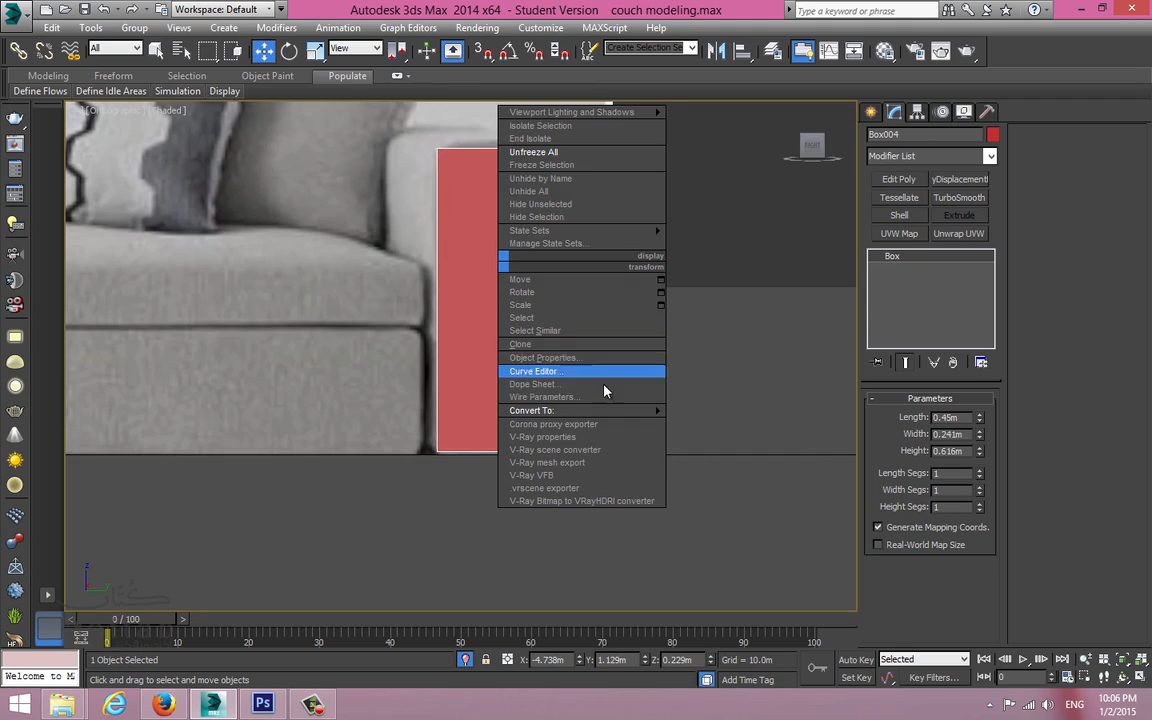 Workspace: Default
Autodesk 3ds Max 2014 x64 - Student Version couch modeling.max
Type a keyword or phrase
Edit Tools Group Views Create Modifiers Animation Graph Editors Rendering Customize MAXScript Help
All
View
Create Selection Se
Modeling Freeform Selection Object Paint Populate
Define Flows Define Idle Areas Simulation Display
Viewport Lighting and Shadows
Isolate Selection
End Isolate
Unfreeze All
Freeze Selection
Unhide by Name
Unhide All
Hide Unselected
Hide Selection
State Sets
Manage State Sets...
display
transform
Move
Rotate
Scale
Select
Select Similar
Clone
Object Properties...
Curve Editor...
Dope Sheet...
Wire Parameters...
Convert To:
Corona proxy exporter
V-Ray properties
V-Ray scene converter
V-Ray mesh export
V-Ray VFB
.vrscene exporter
V-Ray Bitmap to VRayHDRI converter
RIGHT
Box004
Modifier List
Edit Poly yDisplacementI
Tessellate TurboSmooth
Shell Extrude
UVW Map Unwrap UVW
Box
Parameters
Length: 0.45m
Width: 0.241m
Height: 0.616m
Length Segs: 1
Width Segs: 1
Height Segs: 1
Generate Mapping Coords.
Real-World Map Size
0 / 100
0 10 20 30 40 50 60 70 80 90 100
1 Object Selected
X: -4.738m Y: 1.129m Z: 0.229m Grid = 10.0m
Auto Key Selected
Welcome to M
Click and drag to select and move objects
Add Time Tag
Set Key Key Filters...
0
ENG
10:06 PM
1/2/2015